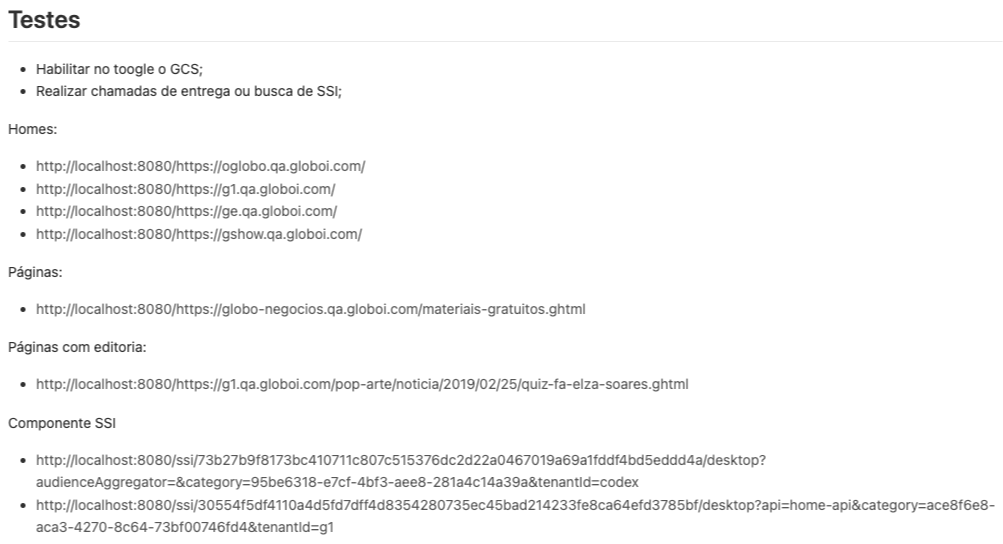 Testes
Habilitar no toogle o GCS;
Realizar chamadas de entrega ou busca de SSI;
Homes:
http://localhost:8080/https://oglobo.qa.globoi.com/
http://localhost:8080/https://g1.qa.globoi.com/
http://localhost:8080/https://ge.qa.globoi.com/
http://localhost:8080/https://gshow.qa.globoi.com/
Páginas:
http://localhost:8080/https://globo-negocios.qa.globoi.com/materiais-gratuitos.ghtml
Páginas com editoria:
http://localhost:8080/https://g1.qa.globoi.com/pop-arte/noticia/2019/02/25/quiz-fa-elza-soares.ghtml
Componente SSI
http://localhost:8080/ssi/73b27b9f8173bc410711c807c515376dc2d22a0467019a69a1fddf4bd5eddd4a/desktop?
audienceAggregator=&category=95be6318-e7cf-4bf3-aee8-281a4c14a39a&tenantId=codex
http://localhost:8080/ssi/30554f5df4110a4d5fd7dff4d8354280735ec45bad214233fe8ca64efd3785bf/desktop?api=home-api&category=ace8f6e8-
aca3-4270-8c64-73bf00746fd4&tenantId=g1